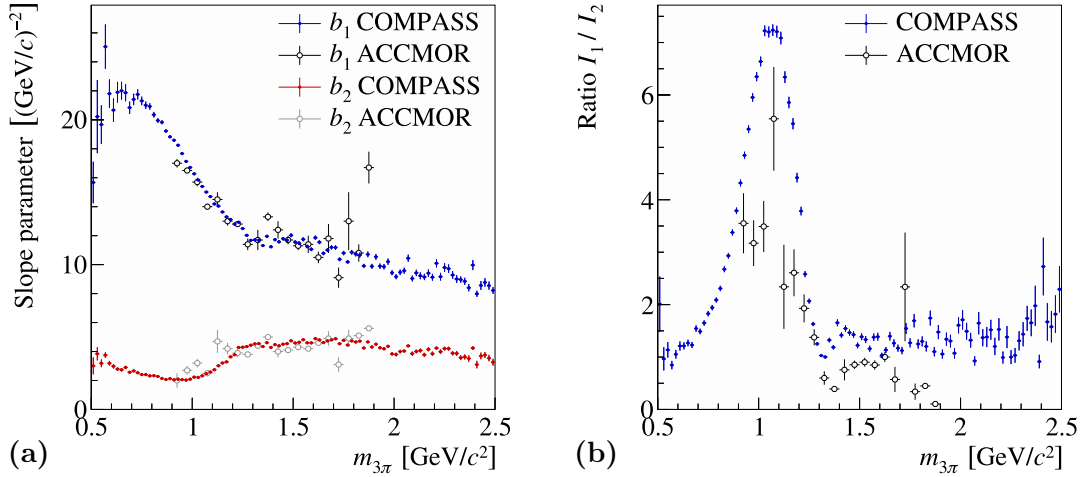 b₁ COMPASS
b₁ ACCMOR
b₂ COMPASS
b₂ ACCMOR
Slope parameter [(GeV/c)⁻²]
20
10
0
0.5 1 1.5 2 2.5
m₃π [GeV/c²]
(a)
COMPASS
ACCMOR
Ratio I₁ / I₂
6
4
2
0
0.5 1 1.5 2 2.5
m₃π [GeV/c²]
(b)